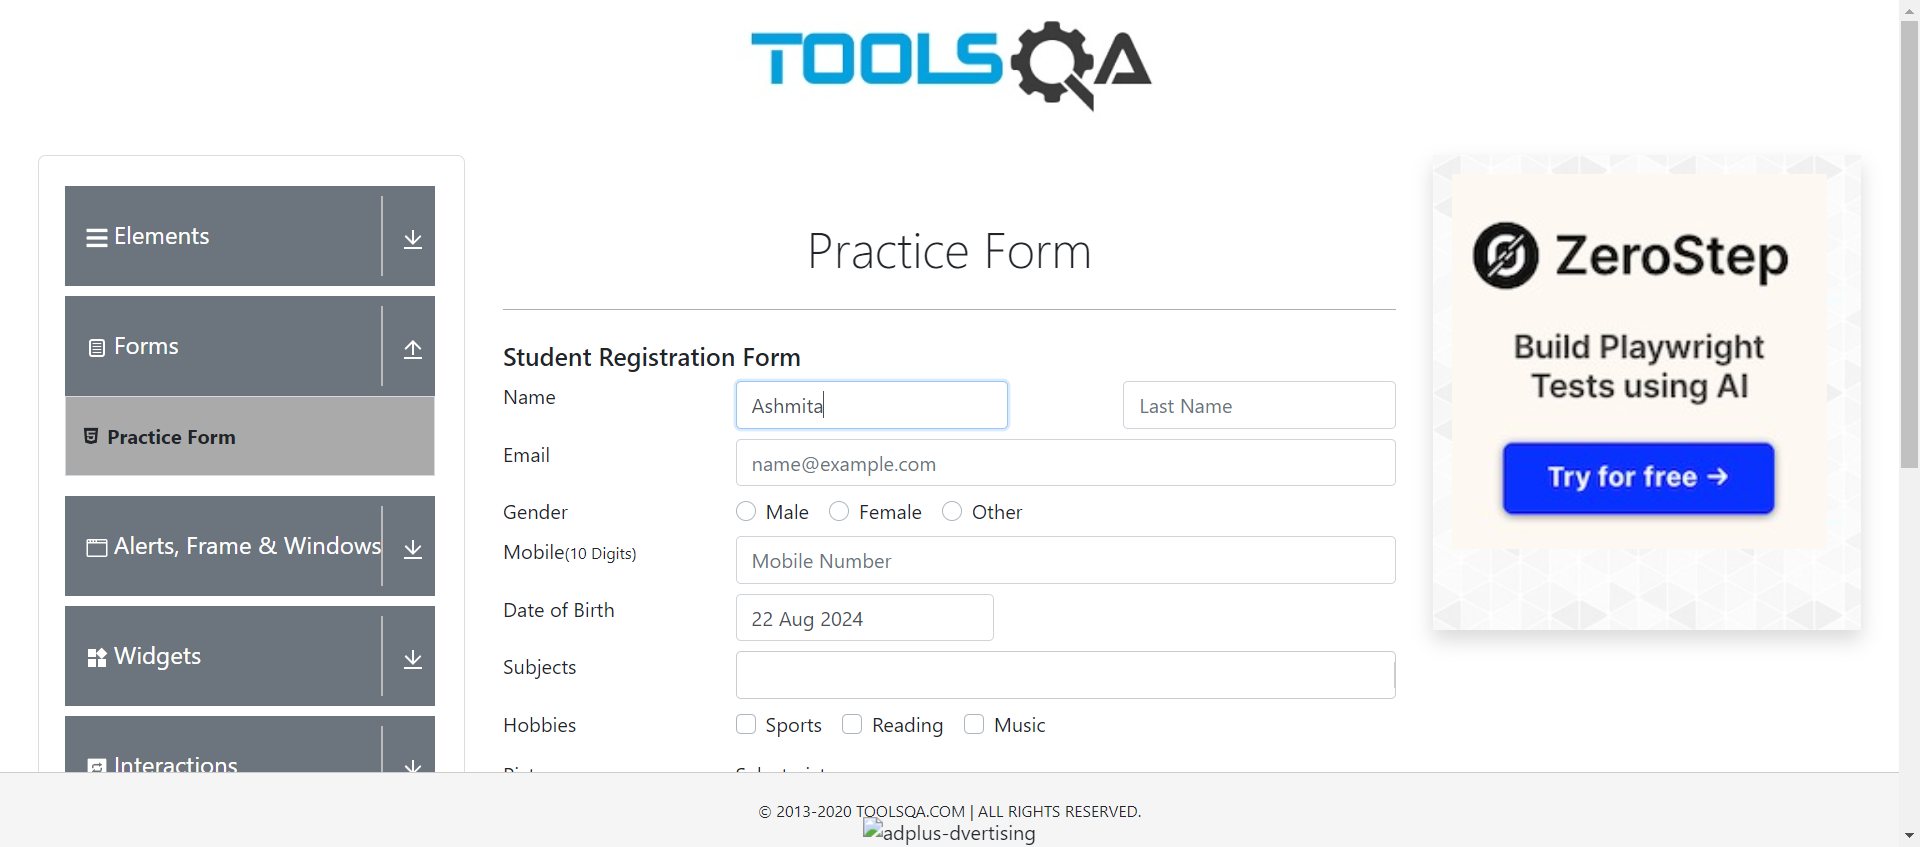 TOOLSQA
Elements
Forms
Practice Form
Alerts, Frame & Windows
Widgets
Interactions
Practice Form
Student Registration Form
Name Ashmita Last Name
Email name@example.com
Gender Male Female Other
Mobile(10 Digits) Mobile Number
Date of Birth 22 Aug 2024
Subjects
Hobbies Sports Reading Music
ZeroStep
Build Playwright
Tests using AI
Try for free →
© 2013-2020 TOOLSQA.COM | ALL RIGHTS RESERVED.
adplus-dvertising